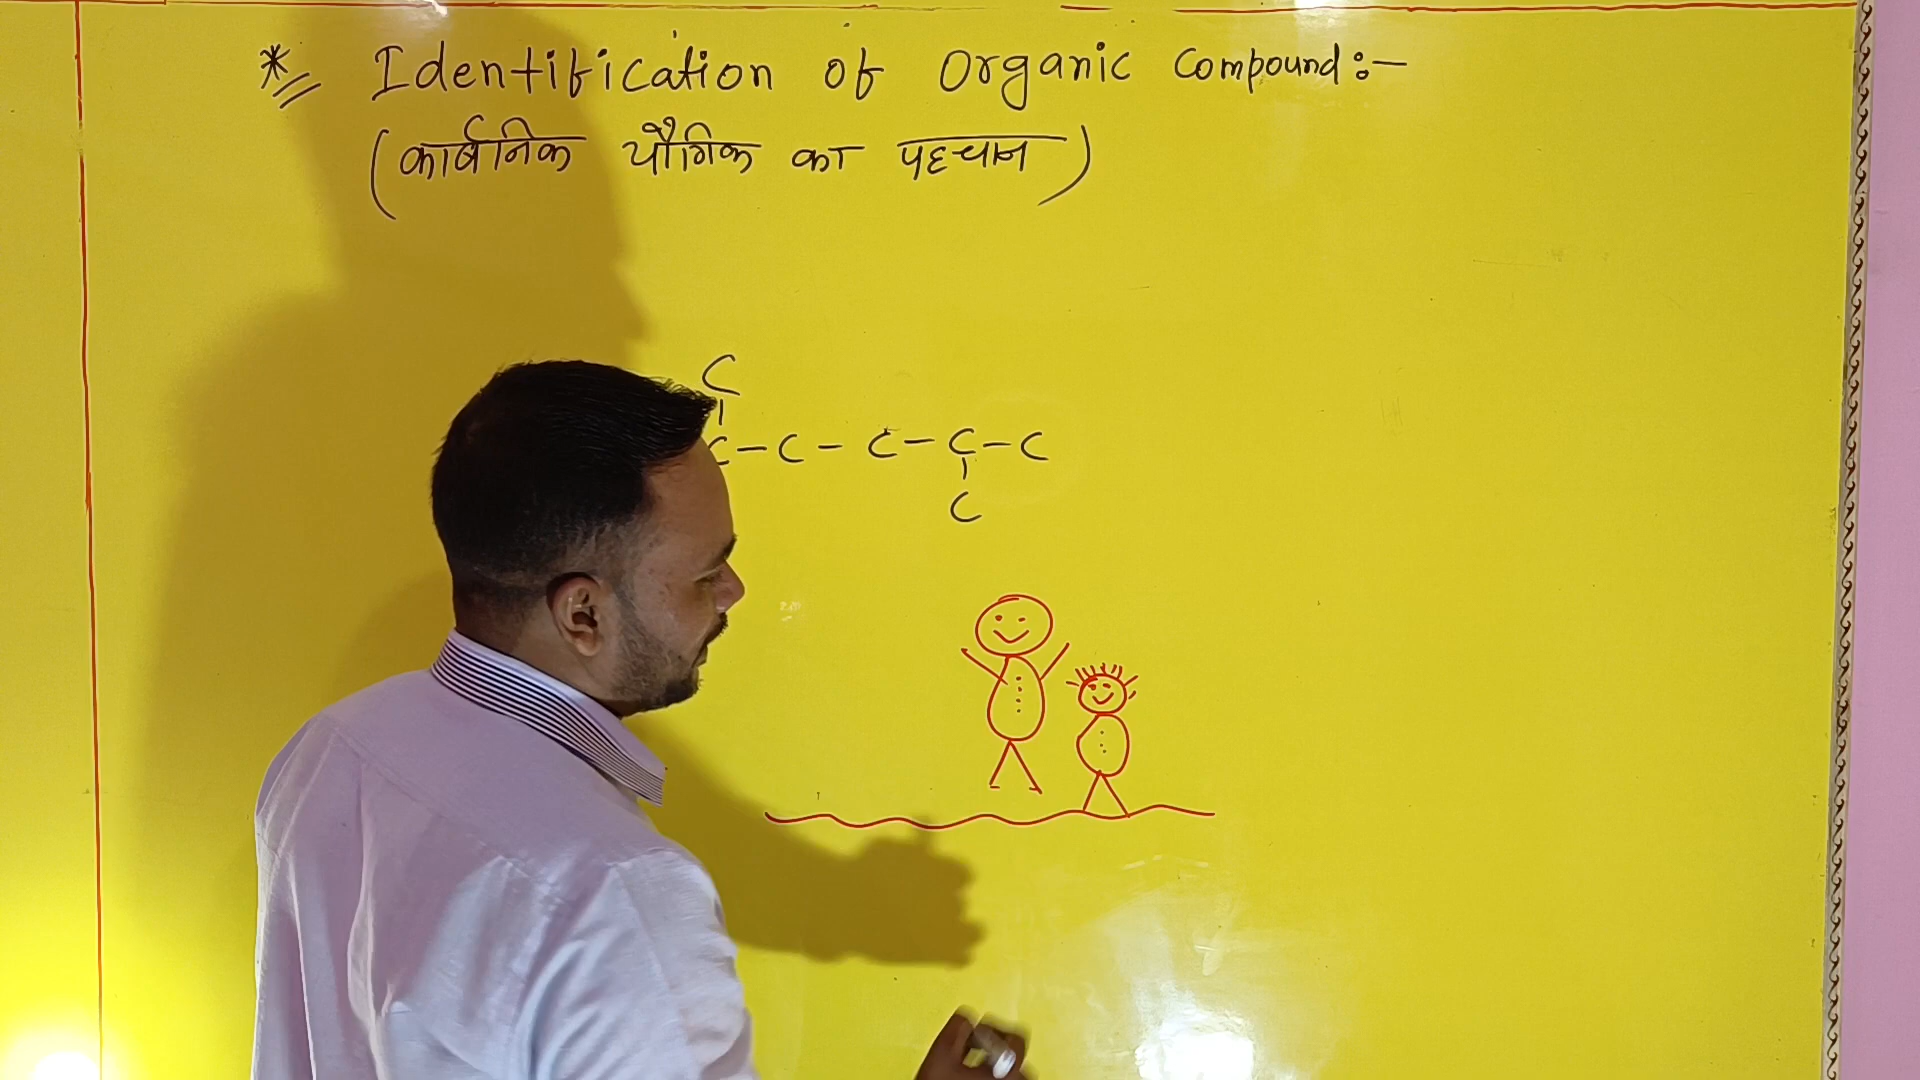 * Identification of Organic Compound :-
(कार्बनिक यौगिक का पहचान)
C
C - C - C - C - C
C